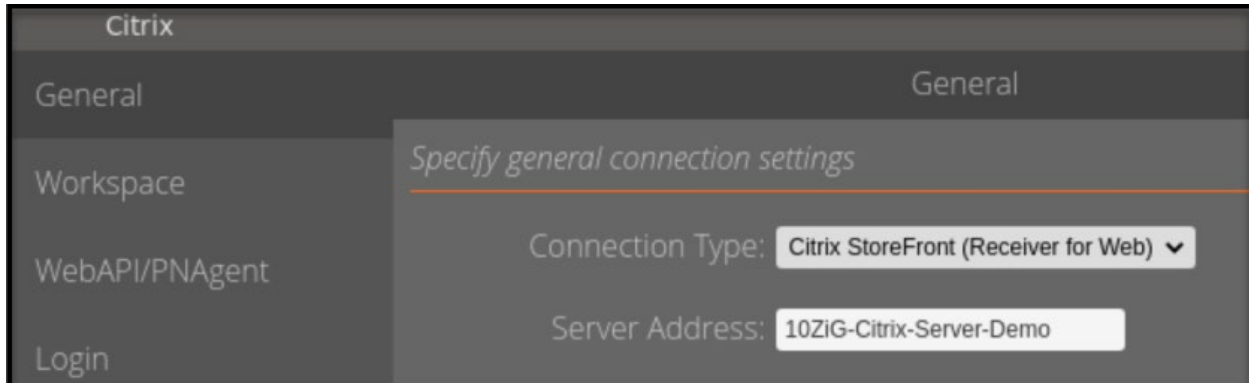 Citrix
General
General
Specify general connection settings
Workspace
Connection Type: Citrix StoreFront (Receiver for Web)
WebAPI/PNAgent
Server Address: 10ZiG-Citrix-Server-Demo
Login